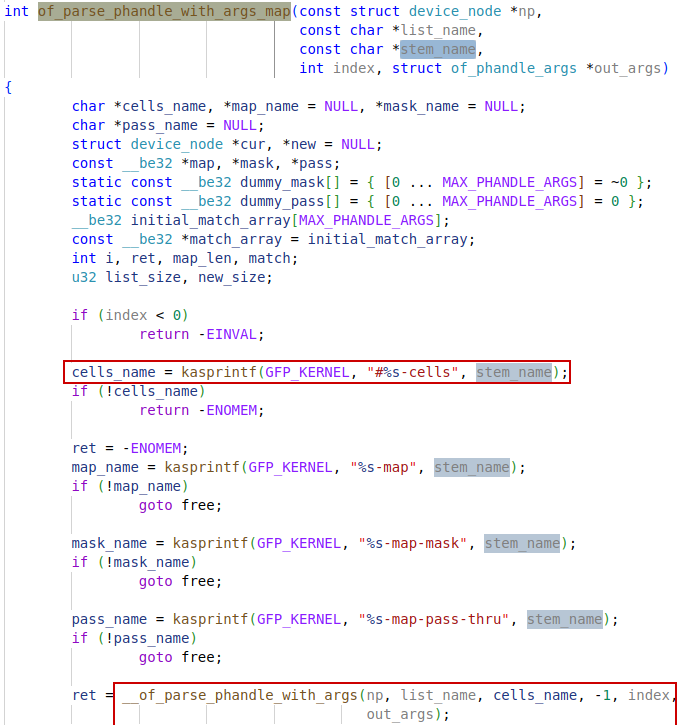 int of_parse_phandle_with_args_map(const struct device_node *np,
const char *list_name,
const char *stem_name,
int index, struct of_phandle_args *out_args)
{
char *cells_name, *map_name = NULL, *mask_name = NULL;
char *pass_name = NULL;
struct device_node *cur, *new = NULL;
const __be32 *map, *mask, *pass;
static const __be32 dummy_mask[] = { [0 ... MAX_PHANDLE_ARGS] = ~0 };
static const __be32 dummy_pass[] = { [0 ... MAX_PHANDLE_ARGS] = 0 };
__be32 initial_match_array[MAX_PHANDLE_ARGS];
const __be32 *match_array = initial_match_array;
int i, ret, map_len, match;
u32 list_size, new_size;
if (index < 0)
return -EINVAL;
cells_name = kasprintf(GFP_KERNEL, "#%s-cells", stem_name);
if (!cells_name)
return -ENOMEM;
ret = -ENOMEM;
map_name = kasprintf(GFP_KERNEL, "%s-map", stem_name);
if (!map_name)
goto free;
mask_name = kasprintf(GFP_KERNEL, "%s-map-mask", stem_name);
if (!mask_name)
goto free;
pass_name = kasprintf(GFP_KERNEL, "%s-map-pass-thru", stem_name);
if (!pass_name)
goto free;
ret = __of_parse_phandle_with_args(np, list_name, cells_name, -1, index,
out_args);